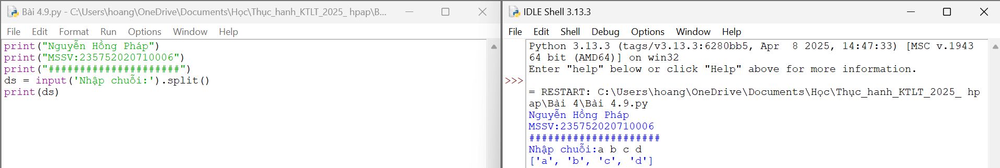 Bài 4.9.py - C:\Users\hoang\OneDrive\Documents\Học\Thục_hanh_KTLT_2025_ hpap\B...
File Edit Format Run Options Window Help
print("Nguyễn Hồng Pháp")
print("MSSV:235752020710006")
print("#####################")
ds = input('Nhập chuỗi:').split()
print(ds)
IDLE Shell 3.13.3
File Edit Shell Debug Options Window Help
Python 3.13.3 (tags/v3.13.3:6280bb5, Apr  8 2025, 14:47:33) [MSC v.1943
64 bit (AMD64)] on win32
Enter "help" below or click "Help" above for more information.
>>>
= RESTART: C:\Users\hoang\OneDrive\Documents\Học\Thục_hanh_KTLT_2025_ hp
ap\Bài 4\Bài 4.9.py
Nguyễn Hồng Pháp
MSSV:235752020710006
#####################
Nhập chuỗi:a b c d
['a', 'b', 'c', 'd']